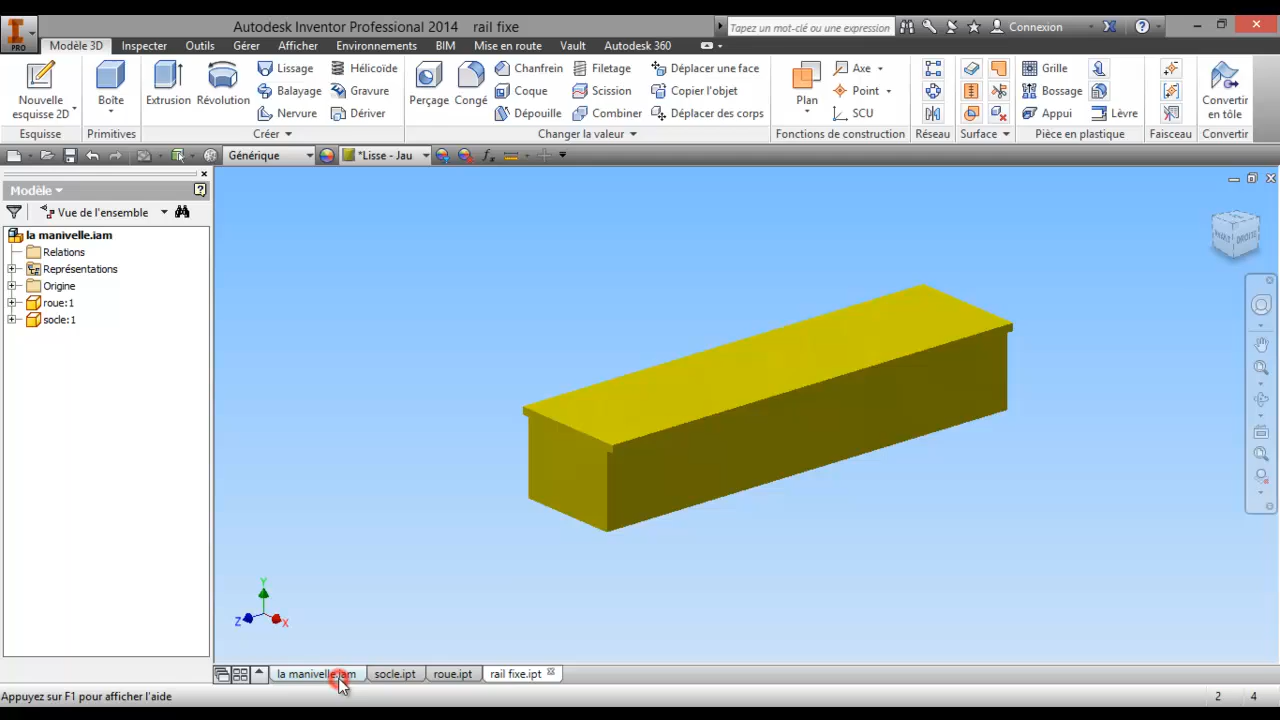 PRO
Autodesk Inventor Professional 2014 rail fixe
Tapez un mot-clé ou une expression
Connexion
Modèle 3D Inspecter Outils Gérer Afficher Environnements BIM Mise en route Vault Autodesk 360
Lissage Hélicoïde Chanfrein Filetage Déplacer une face Axe Grille
Balayage Gravure Coque Scission Copier l'objet Point Bossage
Nouvelle esquisse 2D Boîte Extrusion Révolution Perçage Congé Plan Convertir en tôle
Nervure Dériver Dépouille Combiner Déplacer des corps SCU Appui Lèvre
Esquisse Primitives Créer Changer la valeur Fonctions de construction Réseau Surface Pièce en plastique Faisceau Convertir
Générique *Lisse - Jau fx
Modèle
Vue de l'ensemble
la manivelle.iam
Relations
Représentations
Origine
roue:1
socle:1
DROITE
Y
Z X
la manivelle.iam socle.ipt roue.ipt rail fixe.ipt
Appuyez sur F1 pour afficher l'aide 2 4